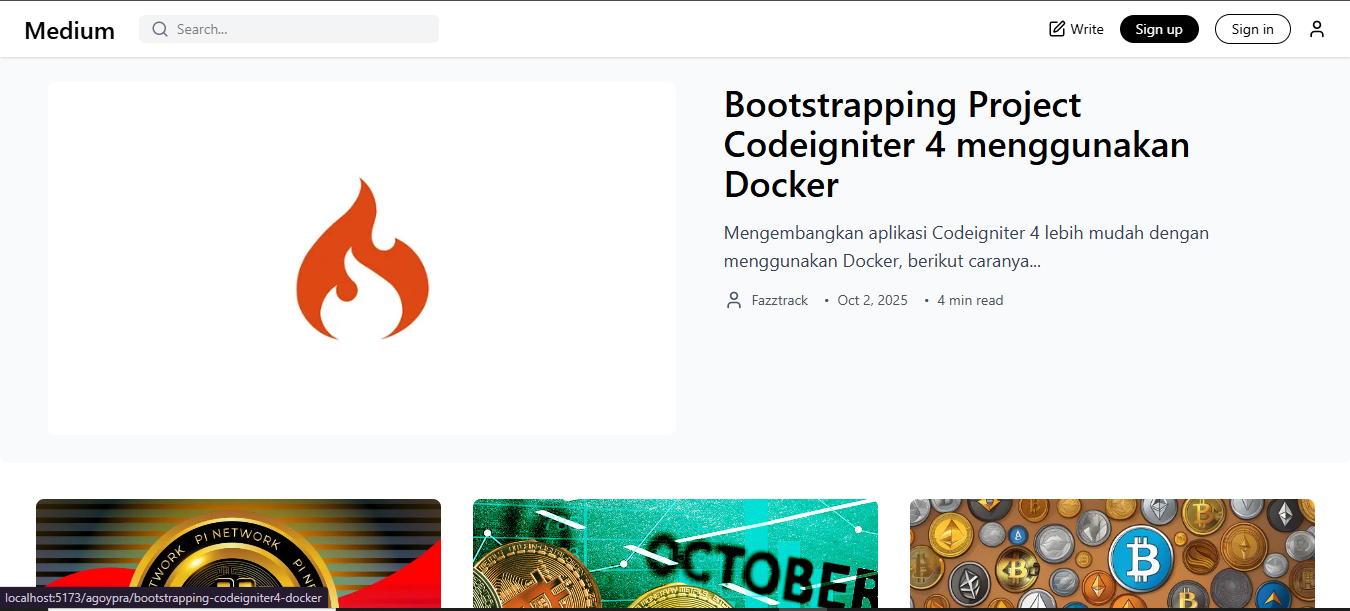 Medium
Search...
Write
Sign up
Sign in
Bootstrapping Project
Codeigniter 4 menggunakan
Docker
Mengembangkan aplikasi Codeigniter 4 lebih mudah dengan
menggunakan Docker, berikut caranya...
Fazztrack • Oct 2, 2025 • 4 min read
TWORK PI NETWORK PI N
OCTOBER
localhost:5173/agoypra/bootstrapping-codeigniter4-docker